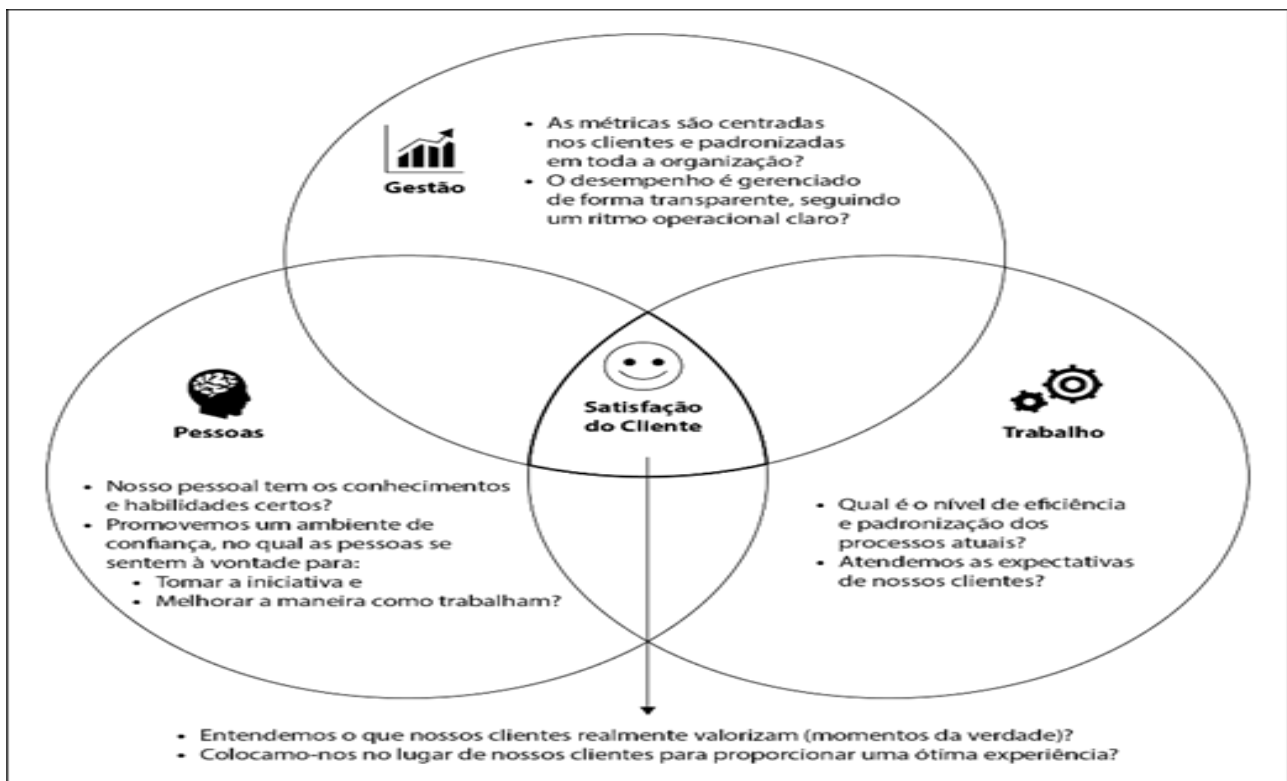 Gestão
• As métricas são centradas
nos clientes e padronizadas
em toda a organização?
• O desempenho é gerenciado
de forma transparente, seguindo
um ritmo operacional claro?
Satisfação
do Cliente
Pessoas
• Nosso pessoal tem os conhecimentos
e habilidades certos?
• Promovemos um ambiente de
confiança, no qual as pessoas se
sentem à vontade para:
• Tomar a iniciativa e
• Melhorar a maneira como trabalham?
Trabalho
• Qual é o nível de eficiência
e padronização dos
processos atuais?
• Atendemos as expectativas
de nossos clientes?
• Entendemos o que nossos clientes realmente valorizam (momentos da verdade)?
• Colocamo-nos no lugar de nossos clientes para proporcionar uma ótima experiência?